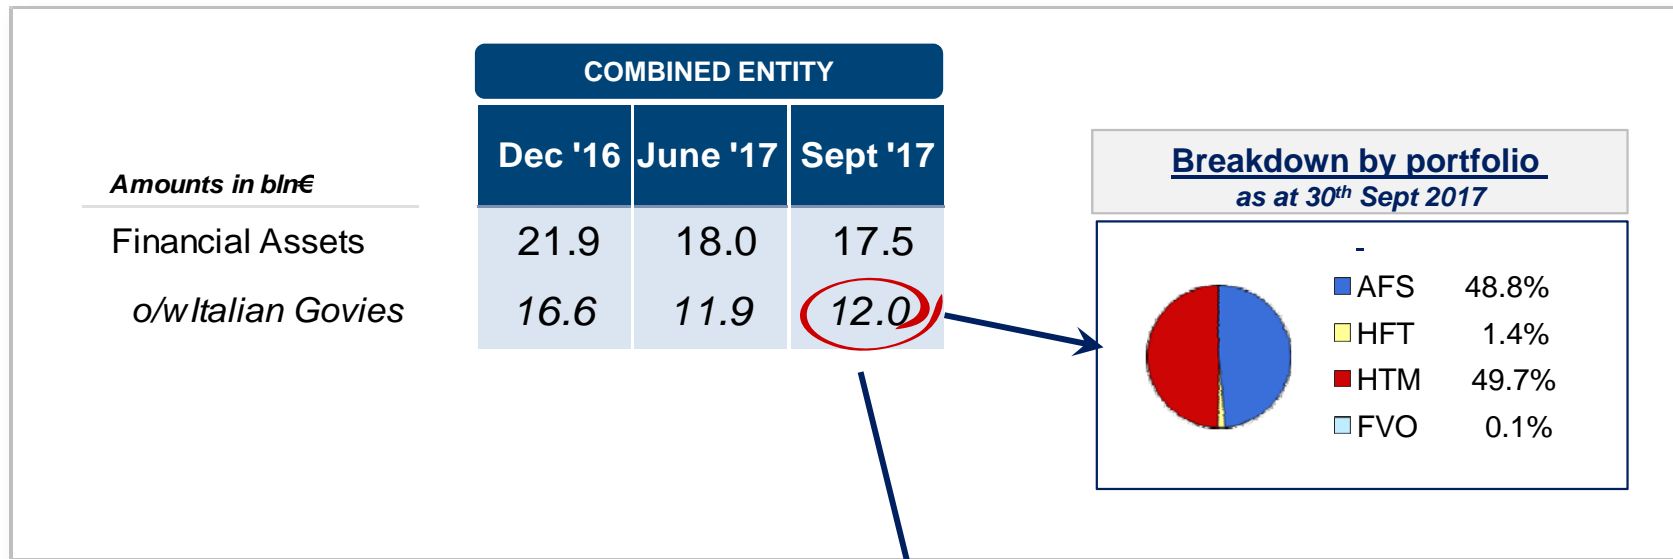 COMBINED ENTITY
Amounts in bln€ Dec '16 June '17 Sept '17
Financial Assets 21.9 18.0 17.5
o/w Italian Govies 16.6 11.9 12.0
Breakdown by portfolio
as at 30th Sept 2017
-
AFS 48.8%
HFT 1.4%
HTM 49.7%
FVO 0.1%